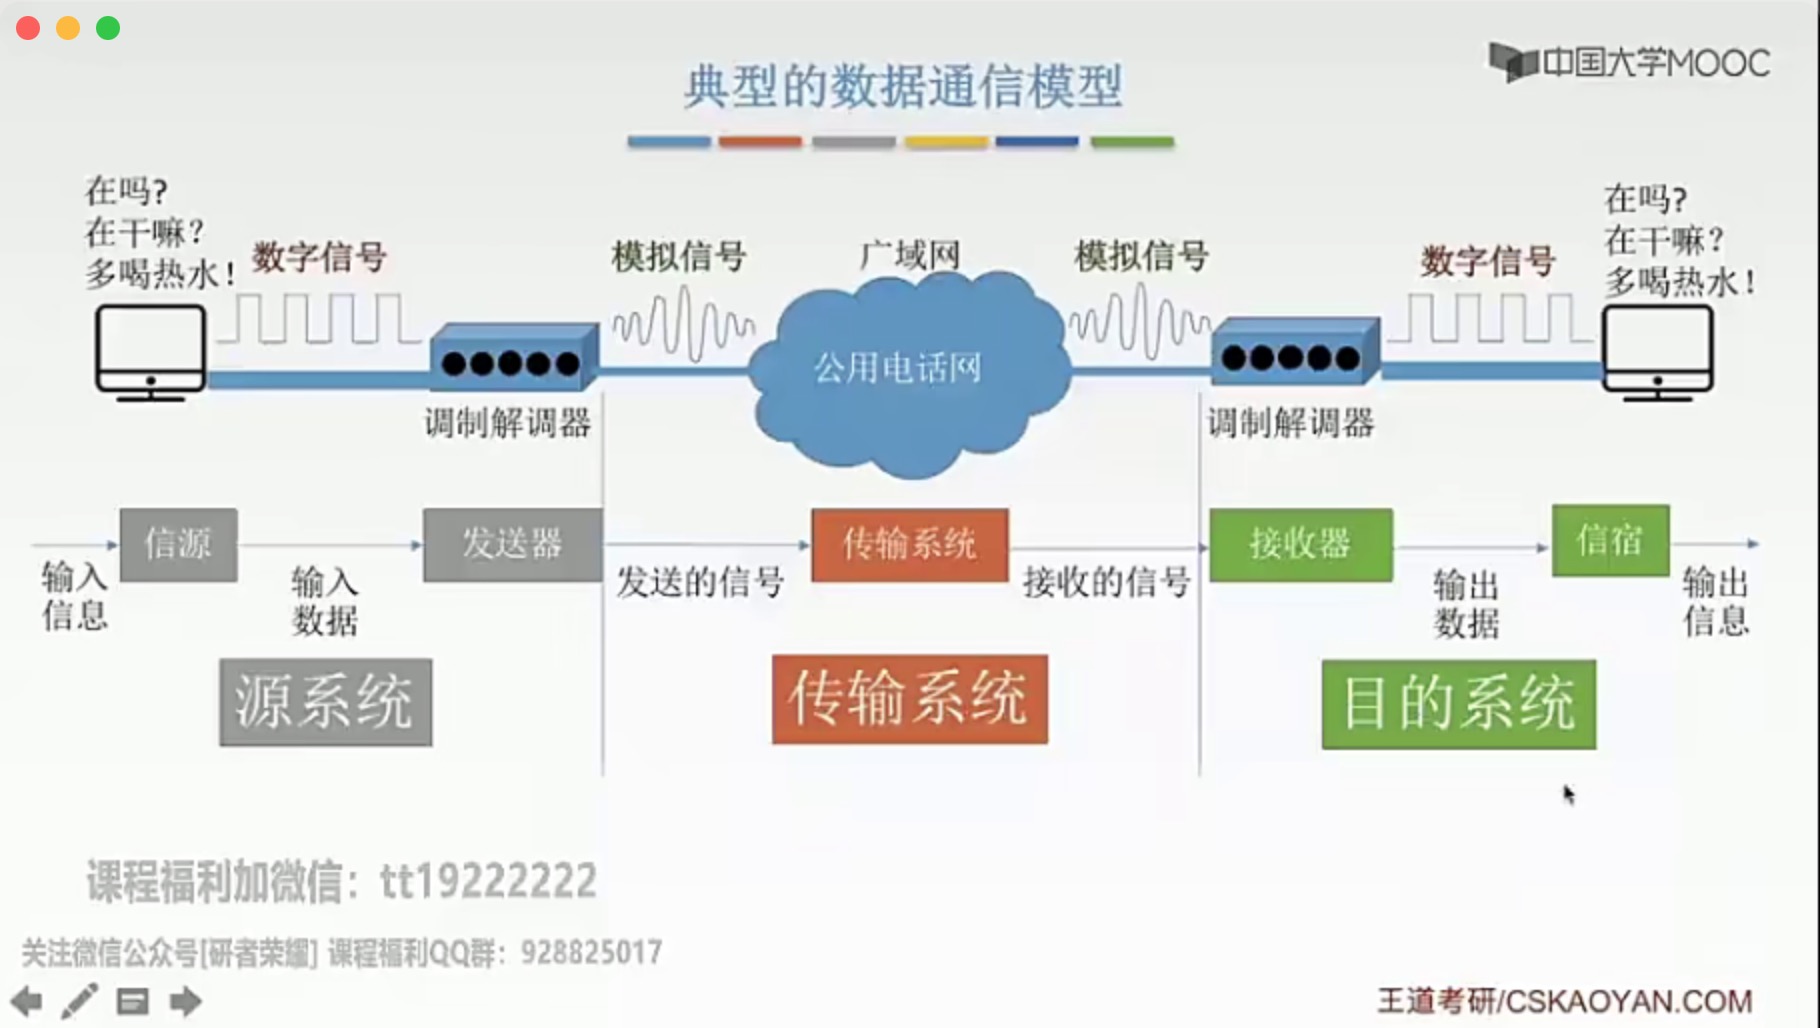 中国大学MOOC
典型的数据通信模型
在吗?
在干嘛?
多喝热水!
数字信号
模拟信号
广域网
模拟信号
数字信号
在吗?
在干嘛?
多喝热水!
公用电话网
调制解调器
调制解调器
信源
发送器
传输系统
接收器
信宿
输入
信息
输入
数据
发送的信号
接收的信号
输出
数据
输出
信息
源系统
传输系统
目的系统
课程福利加微信：tt19222222
关注微信公众号[研者荣耀] 课程福利QQ群：928825017
王道考研/CSKAOYAN.COM